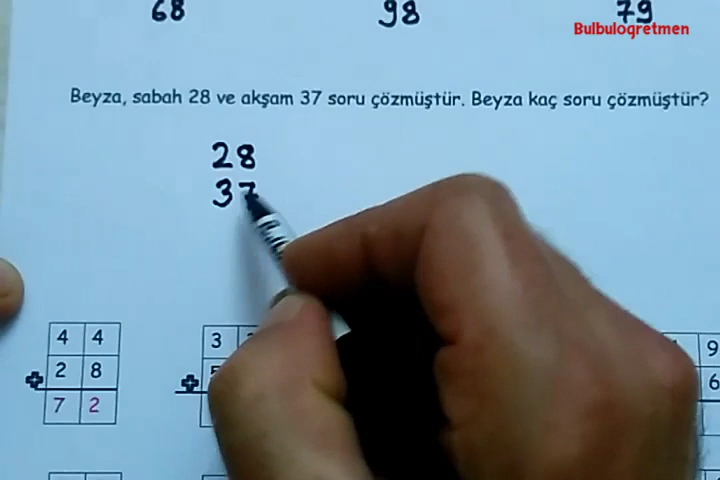 68 98 79
Bulbulogretmen
Beyza, sabah 28 ve akşam 37 soru çözmüştür. Beyza kaç soru çözmüştür?
28
37
4 4 3 9
+ 2 8 + 6
7 2